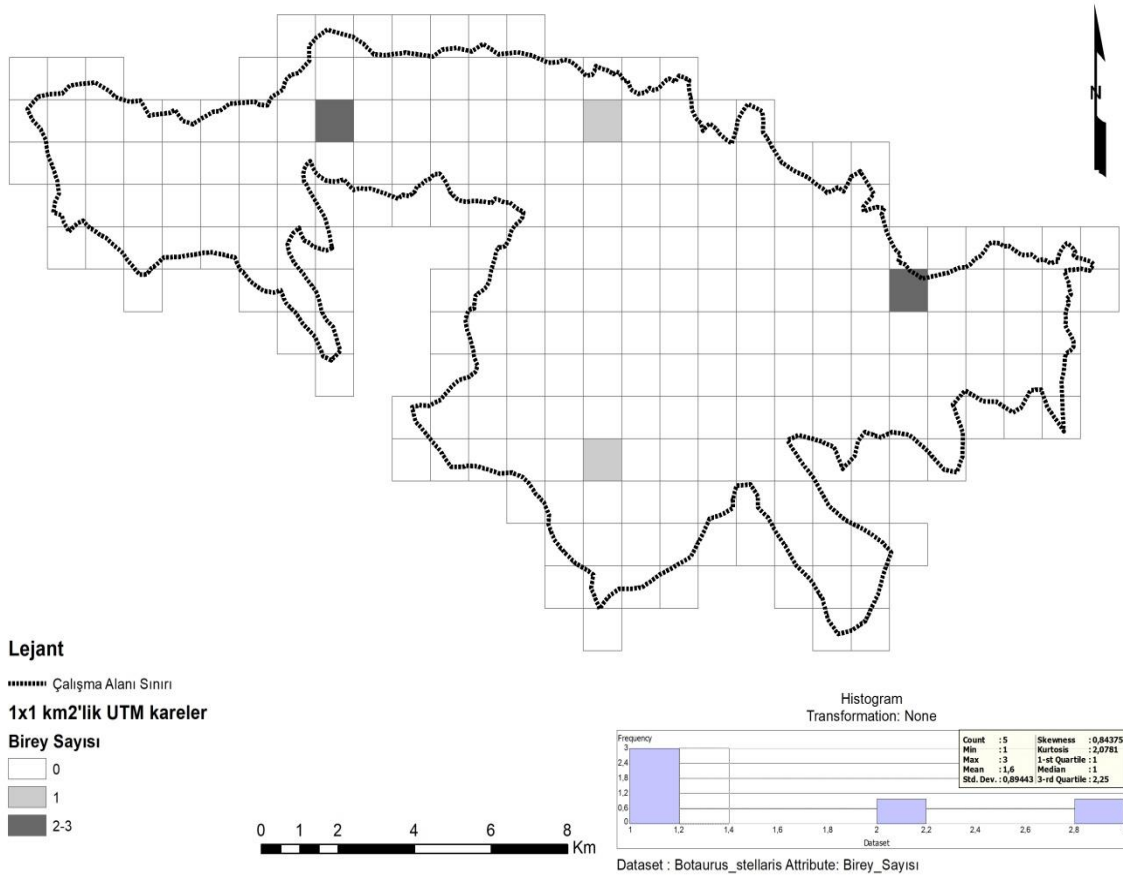 N
Lejant
Çalışma Alanı Sınırı
1x1 km2'lik UTM kareler
Birey Sayısı
0
1
2-3
0 1 2 4 6 8
Km
Histogram
Transformation: None
Frequency
3
2,4
1,8
1,2
0,6
0
1 1,2 1,4 1,6 1,8 2 2,2 2,4 2,6 2,8
Dataset
Count : 5 Skewness : 0,84375
Min : 1 Kurtosis : 2,0781
Max : 3 1-st Quartile : 1
Mean : 1,6 Median : 1
Std. Dev. : 0,89443 3-rd Quartile : 2,25
Dataset : Botaurus_stellaris Attribute: Birey_Sayısı